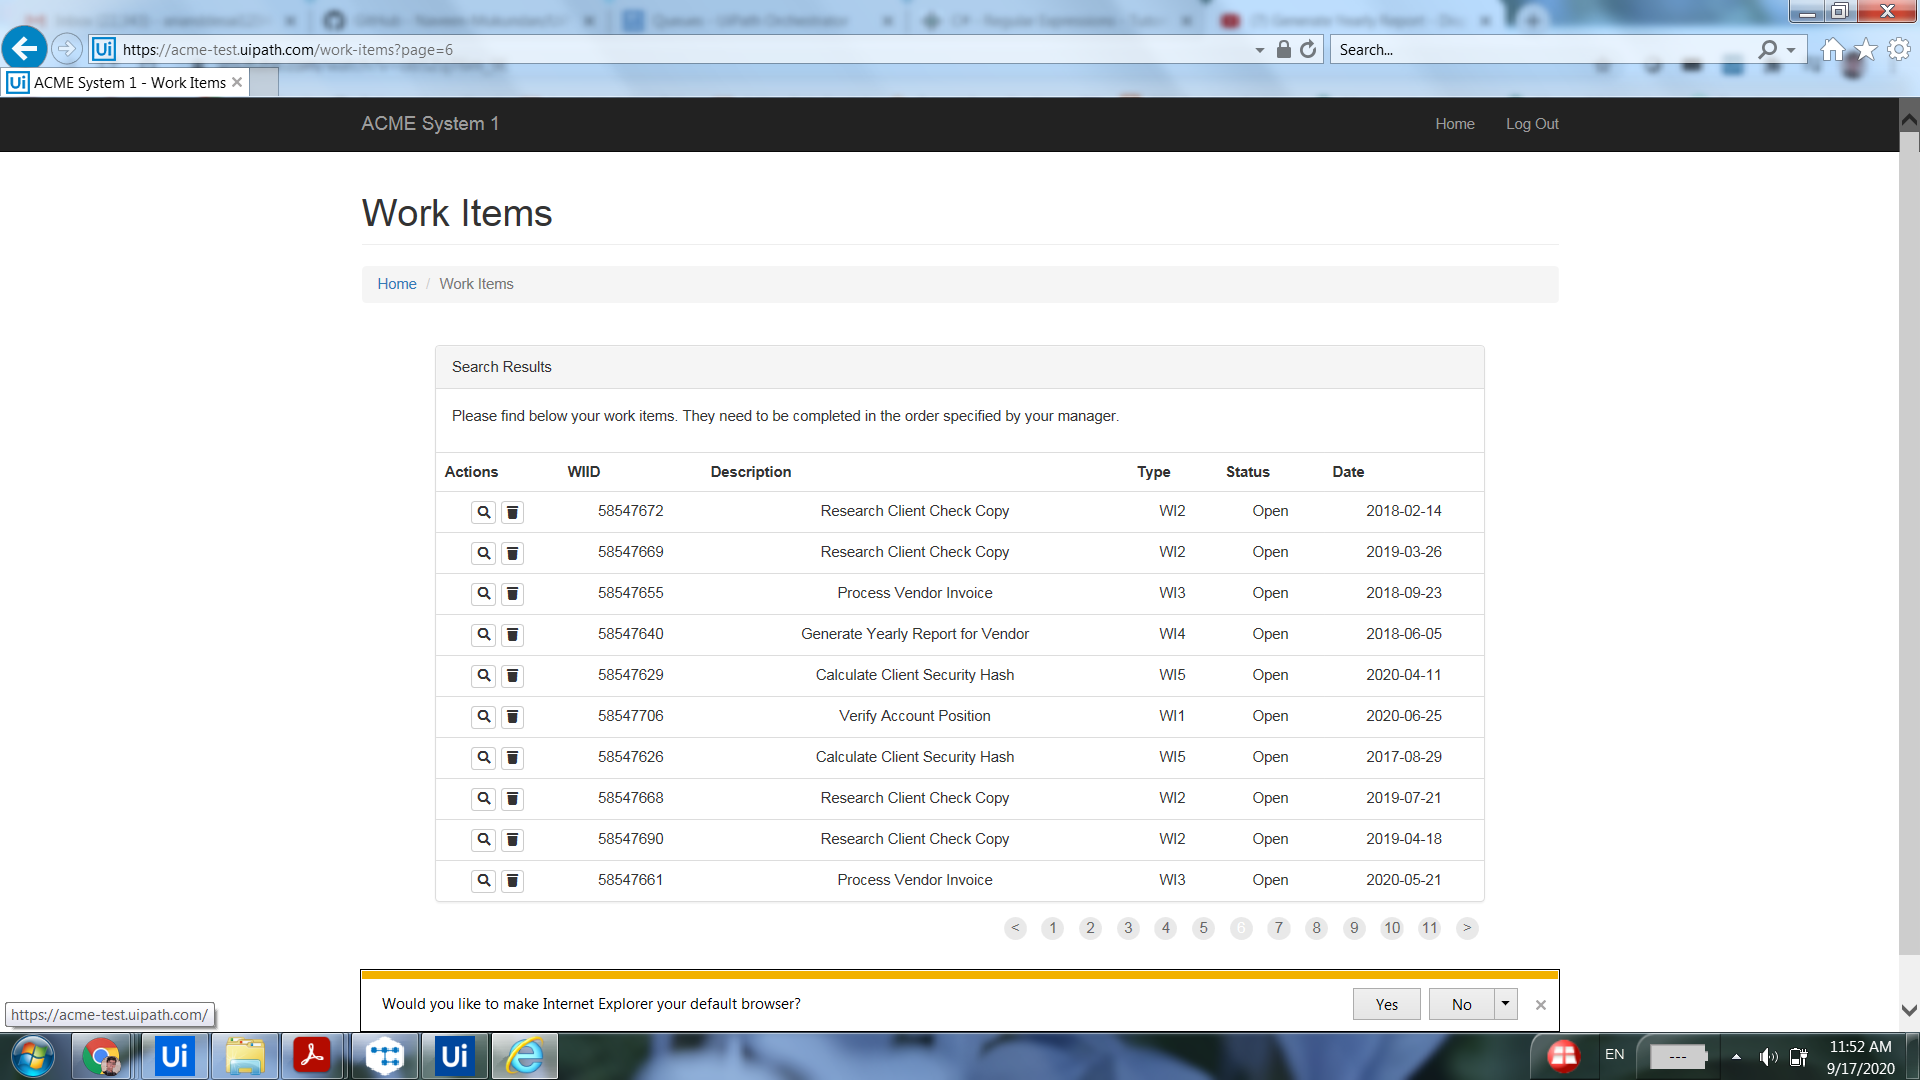 https://acme-test.uipath.com/work-items?page=6
Search...
Ui ACME System 1 - Work Items
ACME System 1
Home
Log Out
Work Items
Home / Work Items
Search Results
Please find below your work items. They need to be completed in the order specified by your manager.
Actions WIID Description Type Status Date
58547672 Research Client Check Copy WI2 Open 2018-02-14
58547669 Research Client Check Copy WI2 Open 2019-03-26
58547655 Process Vendor Invoice WI3 Open 2018-09-23
58547640 Generate Yearly Report for Vendor WI4 Open 2018-06-05
58547629 Calculate Client Security Hash WI5 Open 2020-04-11
58547706 Verify Account Position WI1 Open 2020-06-25
58547626 Calculate Client Security Hash WI5 Open 2017-08-29
58547668 Research Client Check Copy WI2 Open 2019-07-21
58547690 Research Client Check Copy WI2 Open 2019-04-18
58547661 Process Vendor Invoice WI3 Open 2020-05-21
< 1 2 3 4 5 6 7 8 9 10 11 >
Would you like to make Internet Explorer your default browser?
Yes
No
https://acme-test.uipath.com/
Ui
Ui
EN
---
11:52 AM
9/17/2020